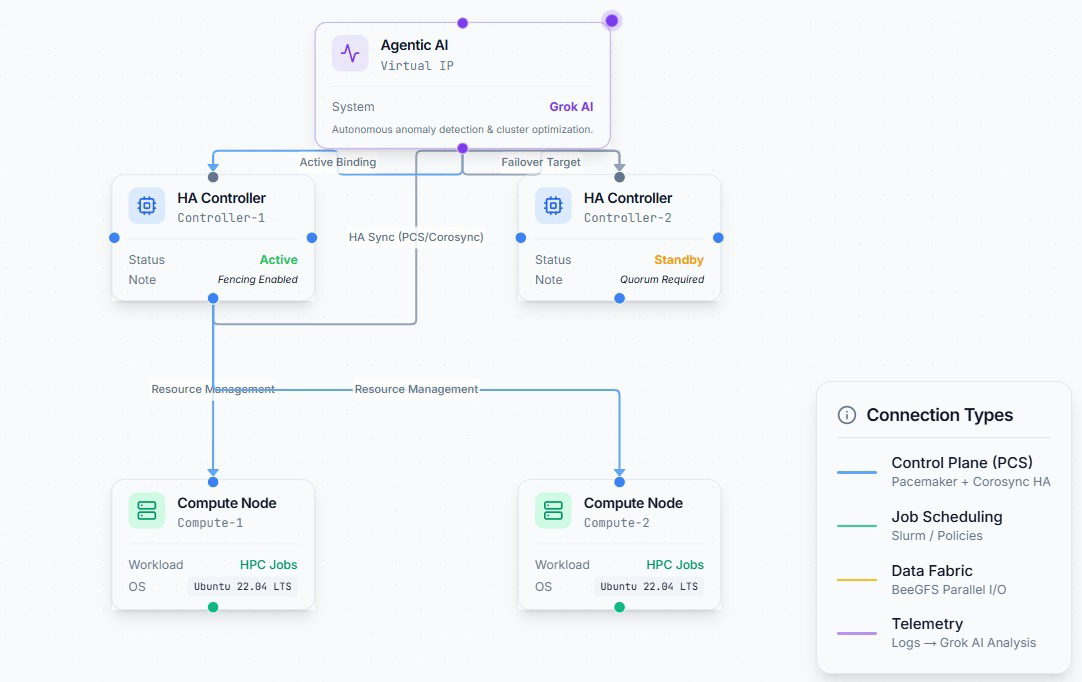 Agentic AI
Virtual IP
System Grok AI
Autonomous anomaly detection & cluster optimization.
Active Binding
Failover Target
HA Controller
Controller-1
Status Active
Note Fencing Enabled
HA Sync (PCS/Corosync)
HA Controller
Controller-2
Status Standby
Note Quorum Required
Resource Management
Resource Management
Compute Node
Compute-1
Workload HPC Jobs
OS Ubuntu 22.04 LTS
Compute Node
Compute-2
Workload HPC Jobs
OS Ubuntu 22.04 LTS
Connection Types
Control Plane (PCS)
Pacemaker + Corosync HA
Job Scheduling
Slurm / Policies
Data Fabric
BeeGFS Parallel I/O
Telemetry
Logs → Grok AI Analysis